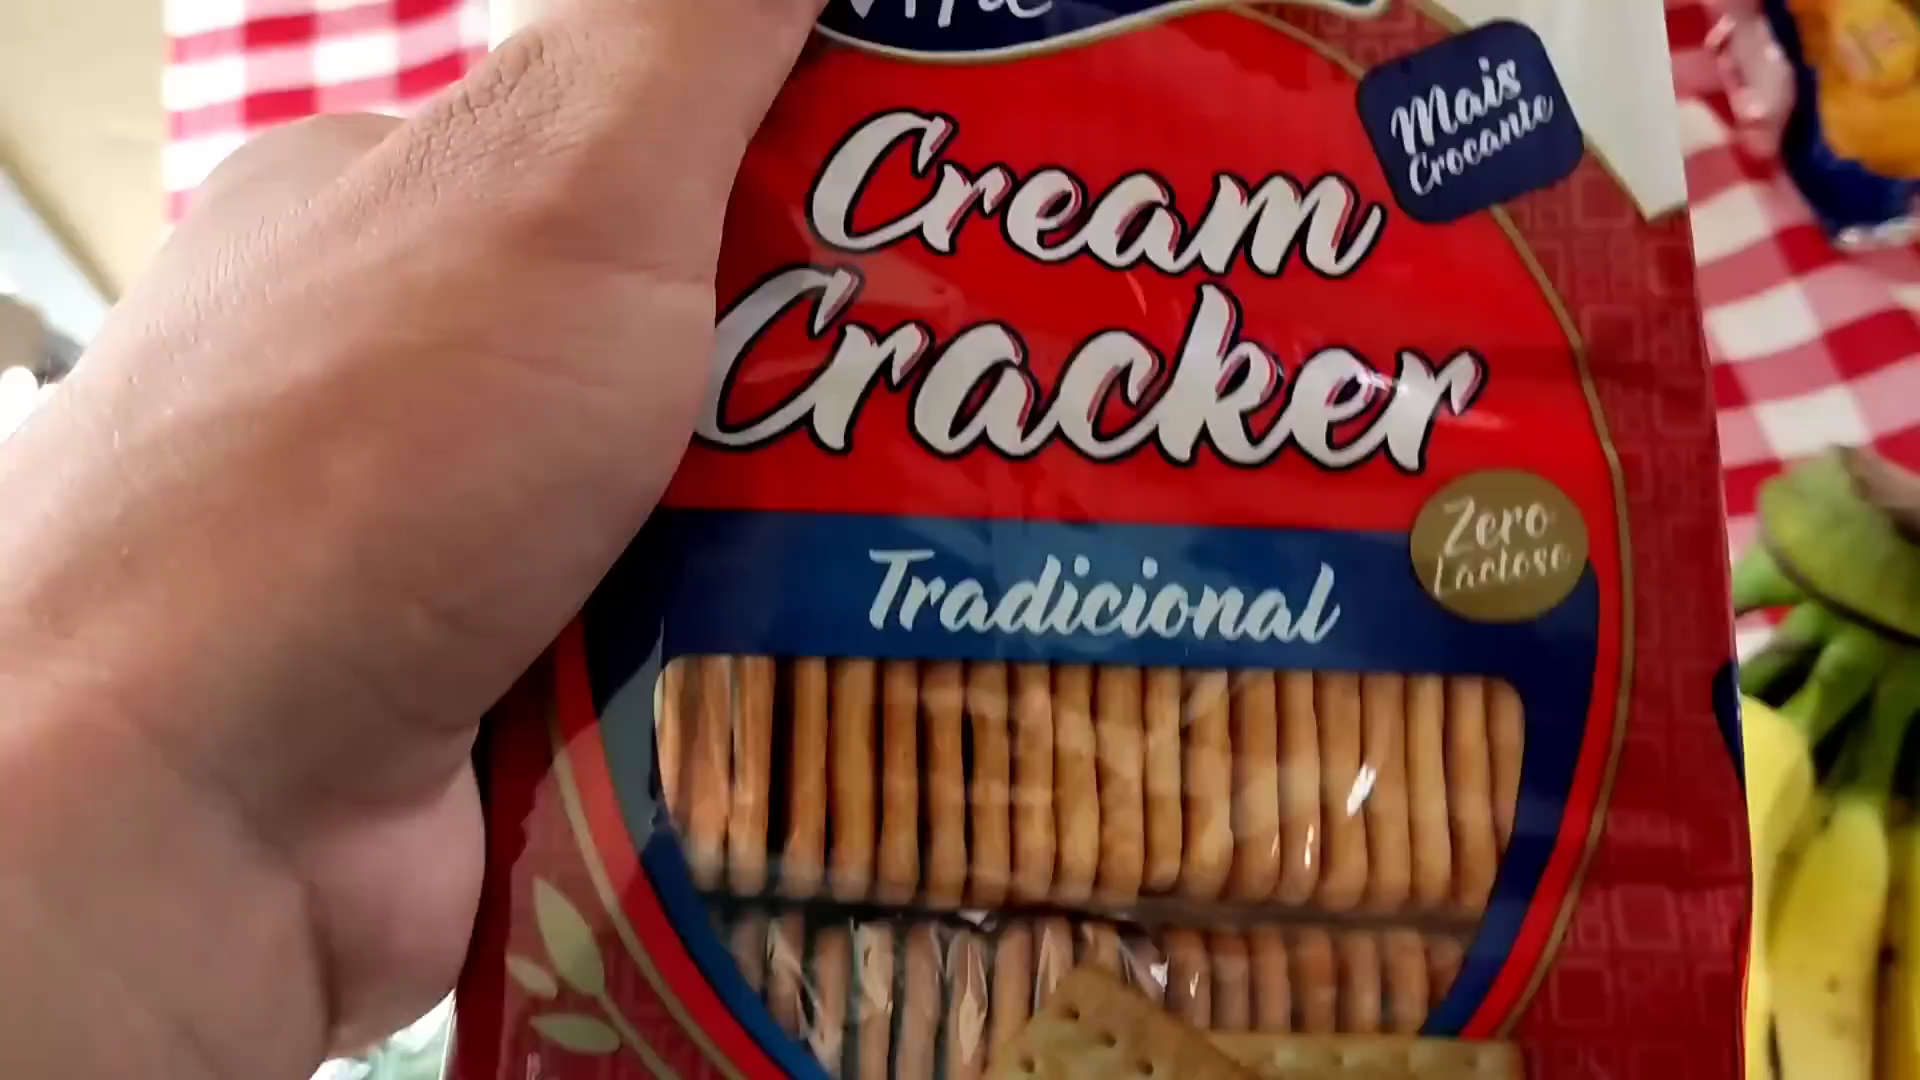 Mais
Crocante
Cream
Cracker
Zero
Lactose
Tradicional